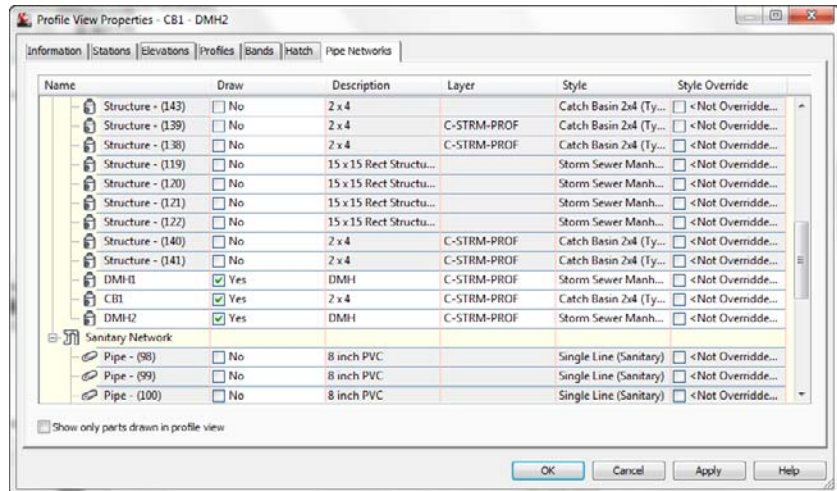 Profile View Properties - CB1 - DMH2
Information Stations Elevations Profiles Bands Hatch Pipe Networks
Name Draw Description Layer Style Style Override
Structure - (143) No 2 x 4 Catch Basin 2x4 (Ty... <Not Overridde...
Structure - (139) No 2 x 4 C-STRM-PROF Catch Basin 2x4 (Ty... <Not Overridde...
Structure - (138) No 2 x 4 C-STRM-PROF Catch Basin 2x4 (Ty... <Not Overridde...
Structure - (119) No 15 x 15 Rect Structu... Storm Sewer Manh... <Not Overridde...
Structure - (120) No 15 x 15 Rect Structu... Storm Sewer Manh... <Not Overridde...
Structure - (121) No 15 x 15 Rect Structu... Storm Sewer Manh... <Not Overridde...
Structure - (122) No 15 x 15 Rect Structu... Storm Sewer Manh... <Not Overridde...
Structure - (140) No 2 x 4 C-STRM-PROF Catch Basin 2x4 (Ty... <Not Overridde...
Structure - (141) No 2 x 4 C-STRM-PROF Catch Basin 2x4 (Ty... <Not Overridde...
DMH1 Yes DMH C-STRM-PROF Storm Sewer Manh... <Not Overridde...
CB1 Yes 2 x 4 C-STRM-PROF Catch Basin 2x4 (Ty... <Not Overridde...
DMH2 Yes DMH C-STRM-PROF Storm Sewer Manh... <Not Overridde...
Sanitary Network
Pipe - (98) No 8 inch PVC Single Line (Sanitary) <Not Overridde...
Pipe - (99) No 8 inch PVC Single Line (Sanitary) <Not Overridde...
Pipe - (100) No 8 inch PVC Single Line (Sanitary) <Not Overridde...
Show only parts drawn in profile view
OK Cancel Apply Help